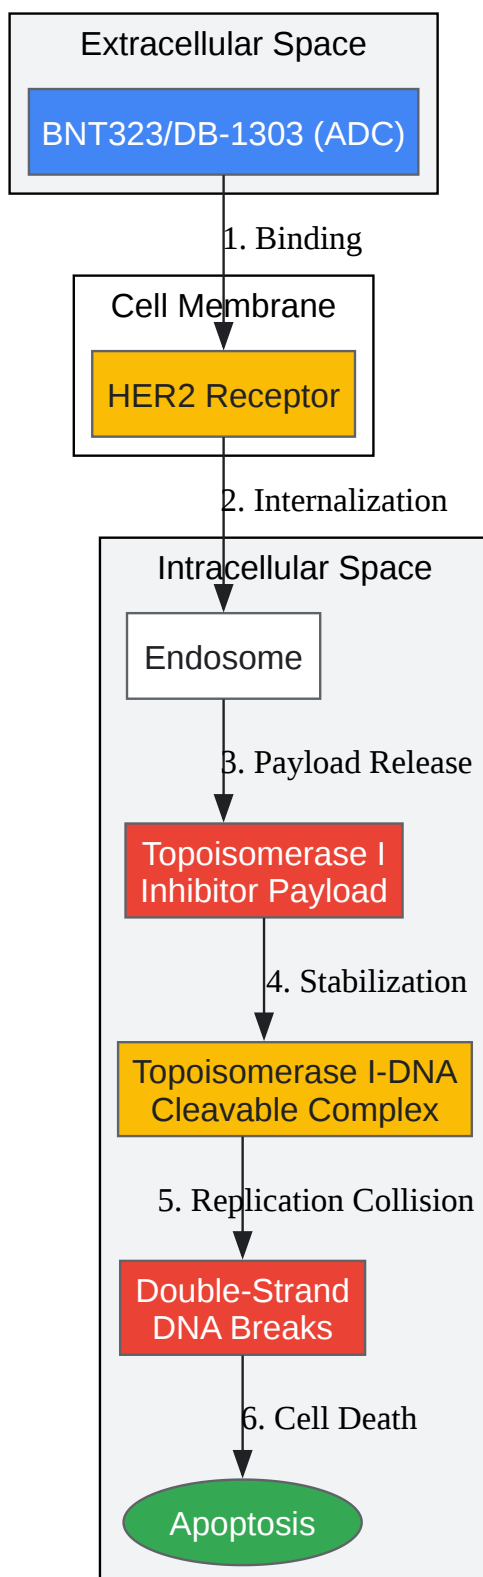 Extracellular Space
BNT323/DB-1303 (ADC)
1. Binding
Cell Membrane
HER2 Receptor
2. Internalization
Intracellular Space
Endosome
3. Payload Release
Topoisomerase I
Inhibitor Payload
4. Stabilization
Topoisomerase I-DNA
Cleavable Complex
5. Replication Collision
Double-Strand
DNA Breaks
6. Cell Death
Apoptosis